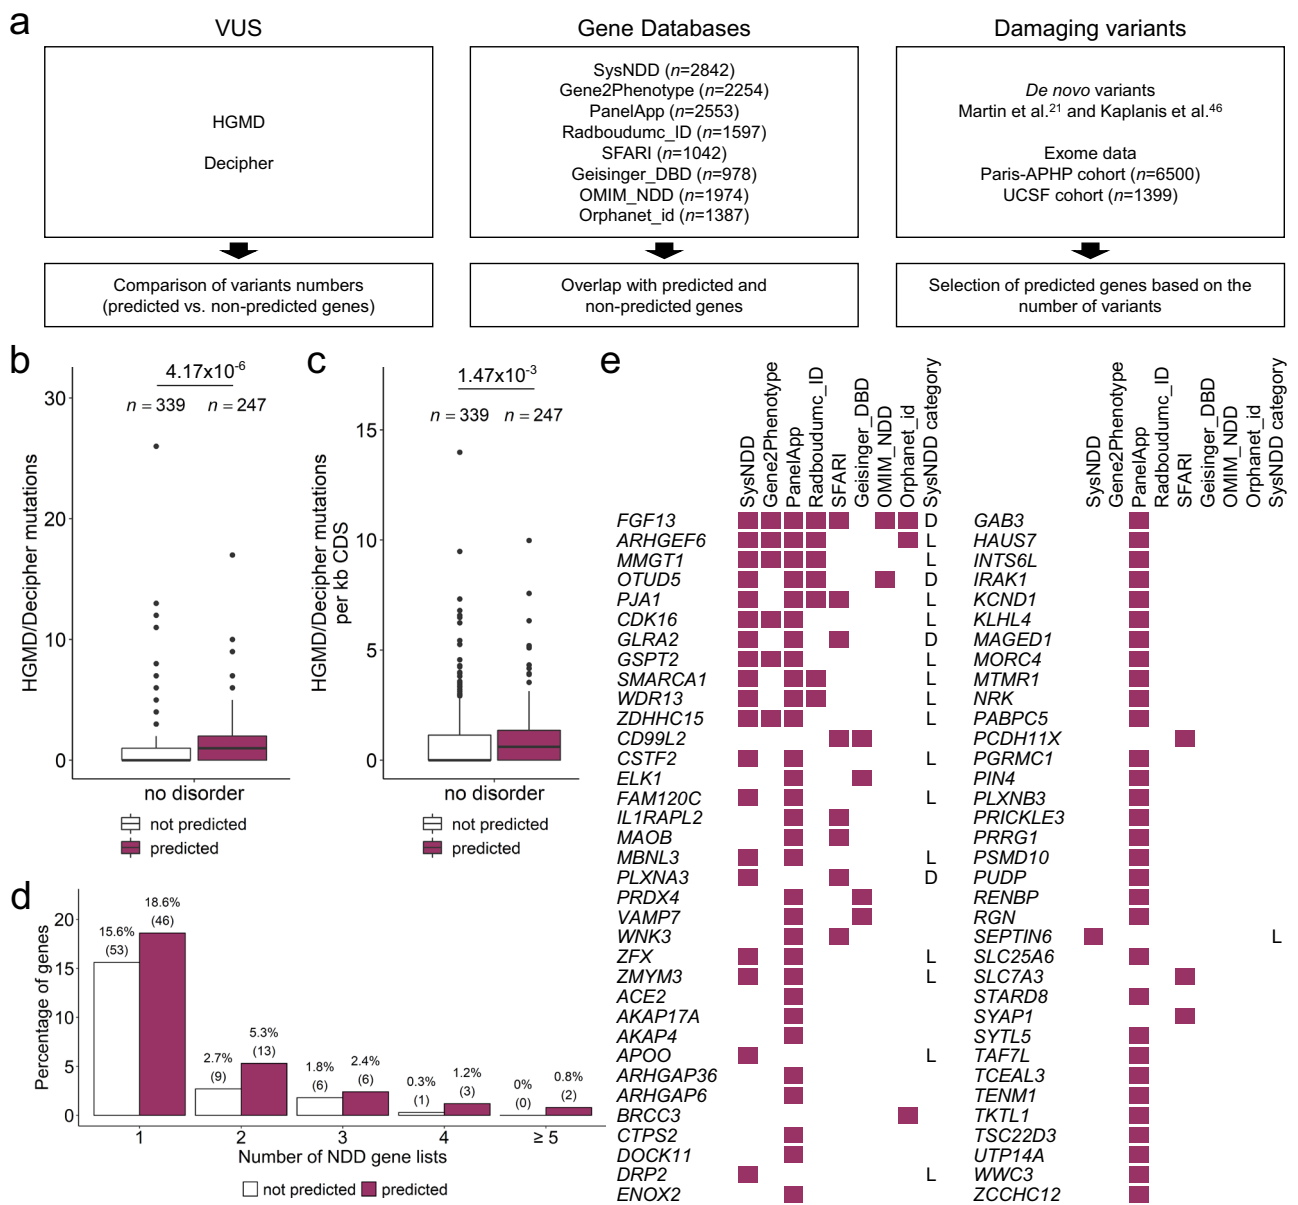 a
VUS
HGMD
Decipher
Comparison of variants numbers
(predicted vs. non-predicted genes)
Gene Databases
SysNDD (n=2842)
Gene2Phenotype (n=2254)
PanelApp (n=2553)
Radboudumc_ID (n=1597)
SFARI (n=1042)
Geisinger_DBD (n=978)
OMIM_NDD (n=1974)
Orphanet_id (n=1387)
Overlap with predicted and
non-predicted genes
Damaging variants
De novo variants
Martin et al.21 and Kaplanis et al.46
Exome data
Paris-APHP cohort (n=6500)
UCSF cohort (n=1399)
Selection of predicted genes based on the
number of variants
b
HGMD/Decipher mutations
30
20
10
0
4.17x10-6
n = 339 n = 247
no disorder
not predicted
predicted
c
HGMD/Decipher mutations
per kb CDS
15
10
5
0
1.47x10-3
n = 339 n = 247
no disorder
not predicted
predicted
d
Percentage of genes
20
15
10
5
0
15.6%
(53)
18.6%
(46)
2.7%
(9)
5.3%
(13)
1.8%
(6)
2.4%
(6)
0.3%
(1)
1.2%
(3)
0%
(0)
0.8%
(2)
1 2 3 4 ≥ 5
Number of NDD gene lists
not predicted predicted
e
SysNDD
Gene2Phenotype
PanelApp
Radboudumc_ID
SFARI
Geisinger_DBD
OMIM_NDD
Orphanet_id
SysNDD category
FGF13 D
ARHGEF6 L
MMGT1 L
OTUD5 D
PJA1 L
CDK16 L
GLRA2 D
GSPT2 L
SMARCA1 L
WDR13 L
ZDHHC15 L
CD99L2
CSTF2 L
ELK1
FAM120C L
IL1RAPL2
MAOB
MBNL3 L
PLXNA3 D
PRDX4
VAMP7
WNK3
ZFX L
ZMYM3 L
ACE2
AKAP17A
AKAP4
APOO L
ARHGAP36
ARHGAP6
BRCC3
CTPS2
DOCK11
DRP2 L
ENOX2
SysNDD
Gene2Phenotype
PanelApp
Radboudumc_ID
SFARI
Geisinger_DBD
OMIM_NDD
Orphanet_id
SysNDD category
GAB3
HAUS7
INTS6L
IRAK1
KCND1
KLHL4
MAGED1
MORC4
MTMR1
NRK
PABPC5
PCDH11X
PGRMC1
PIN4
PLXNB3
PRICKLE3
PRRG1
PSMD10
PUDP
RENBP
RGN
SEPTIN6 L
SLC25A6
SLC7A3
STARD8
SYAP1
SYTL5
TAF7L
TCEAL3
TENM1
TKTL1
TSC22D3
UTP14A
WWC3
ZCCHC12